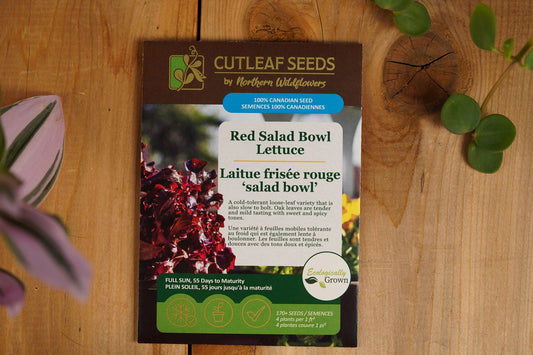 CUTLEAF SEEDS
by Northern Wildflowers
100% CANADIAN SEED
SEMENCES 100% CANADIENNES
Red Salad Bowl
Lettuce
Laitue frisée rouge
‘salad bowl’
A cold-tolerant loose-leaf variety that is
also slow to bolt. Oak leaves are tender
and mild tasting with sweet and spicy
tones.
Une variété à feuilles mobiles tolérante
au froid qui est également lente à
boulonner. Les feuilles sont tendres et
douces avec des tons doux et épicés.
Ecologically
Grown
FULL SUN, 55 Days to Maturity
PLEIN SOLEIL, 55 jours jusqu'à la maturité
170+ SEEDS / SEMENCES
4 plants per 1 ft²
4 plantes couvre 1 pi²